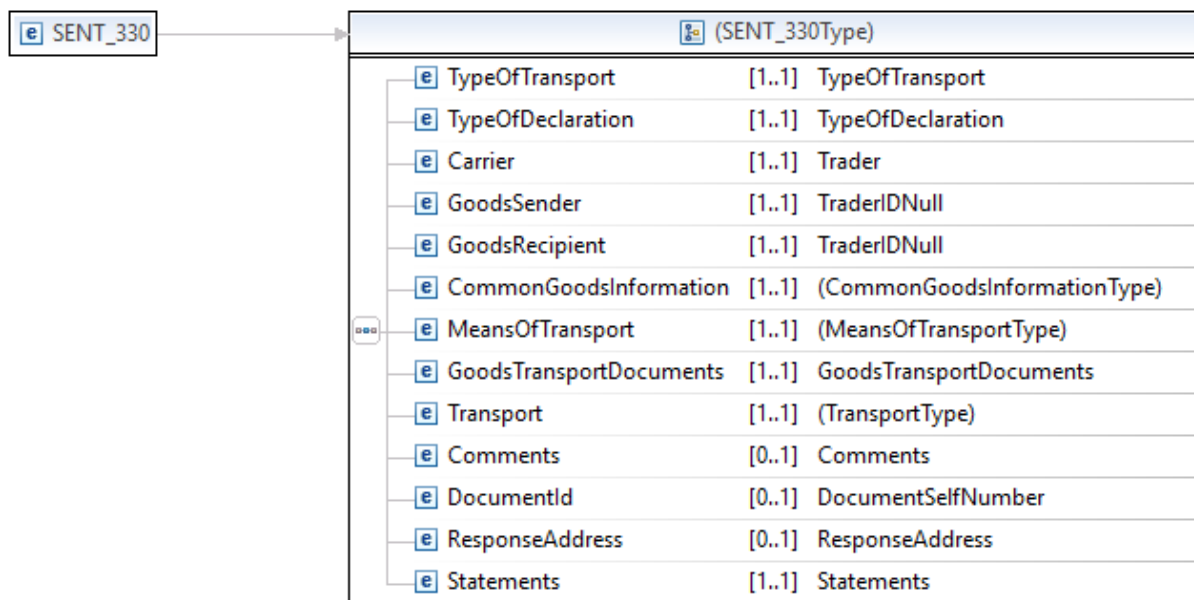 e SENT_330
(SENT_330Type)
e TypeOfTransport [1..1] TypeOfTransport
e TypeOfDeclaration [1..1] TypeOfDeclaration
e Carrier [1..1] Trader
e GoodsSender [1..1] TraderIDNull
e GoodsRecipient [1..1] TraderIDNull
e CommonGoodsInformation [1..1] (CommonGoodsInformationType)
e MeansOfTransport [1..1] (MeansOfTransportType)
e GoodsTransportDocuments [1..1] GoodsTransportDocuments
e Transport [1..1] (TransportType)
e Comments [0..1] Comments
e DocumentId [0..1] DocumentSelfNumber
e ResponseAddress [0..1] ResponseAddress
e Statements [1..1] Statements